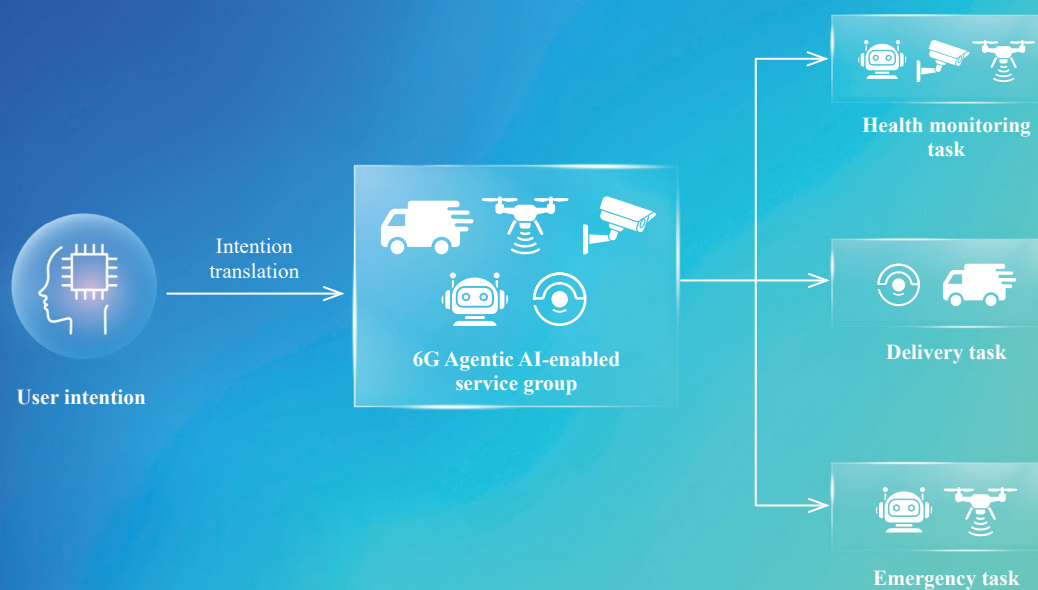 User intention
Intention
translation
6G Agentic AI-enabled
service group
Health monitoring
task
Delivery task
Emergency task